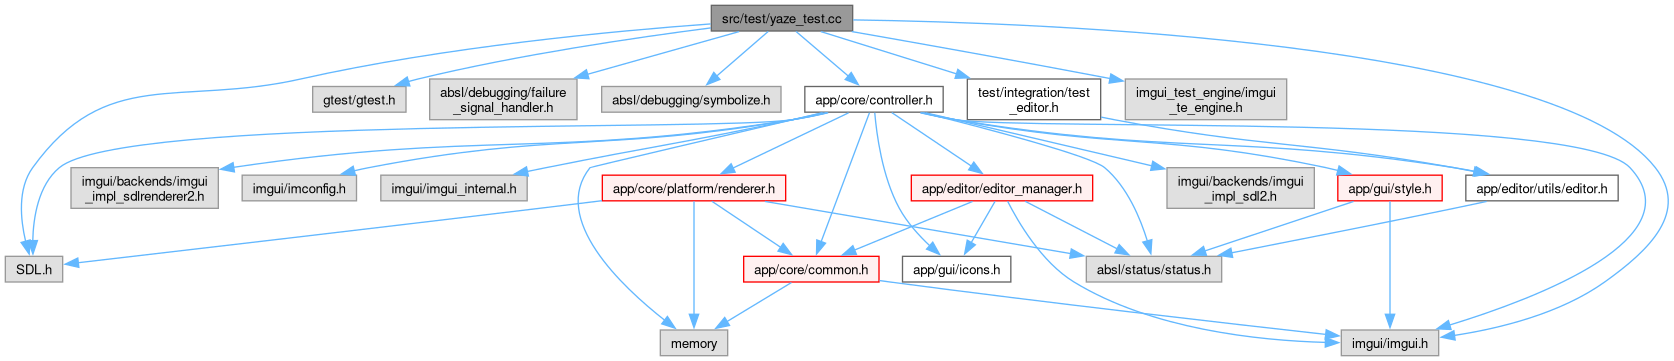 src/test/yaze_test.cc
gtest/gtest.h
absl/debugging/failure
_signal_handler.h
absl/debugging/symbolize.h
app/core/controller.h
test/integration/test
_editor.h
imgui_test_engine/imgui
_te_engine.h
imgui/backends/imgui
_impl_sdlrenderer2.h
imgui/imconfig.h
imgui/imgui_internal.h
app/core/platform/renderer.h
app/editor/editor_manager.h
imgui/backends/imgui
_impl_sdl2.h
app/gui/style.h
app/editor/utils/editor.h
SDL.h
app/core/common.h
app/gui/icons.h
absl/status/status.h
memory
imgui/imgui.h